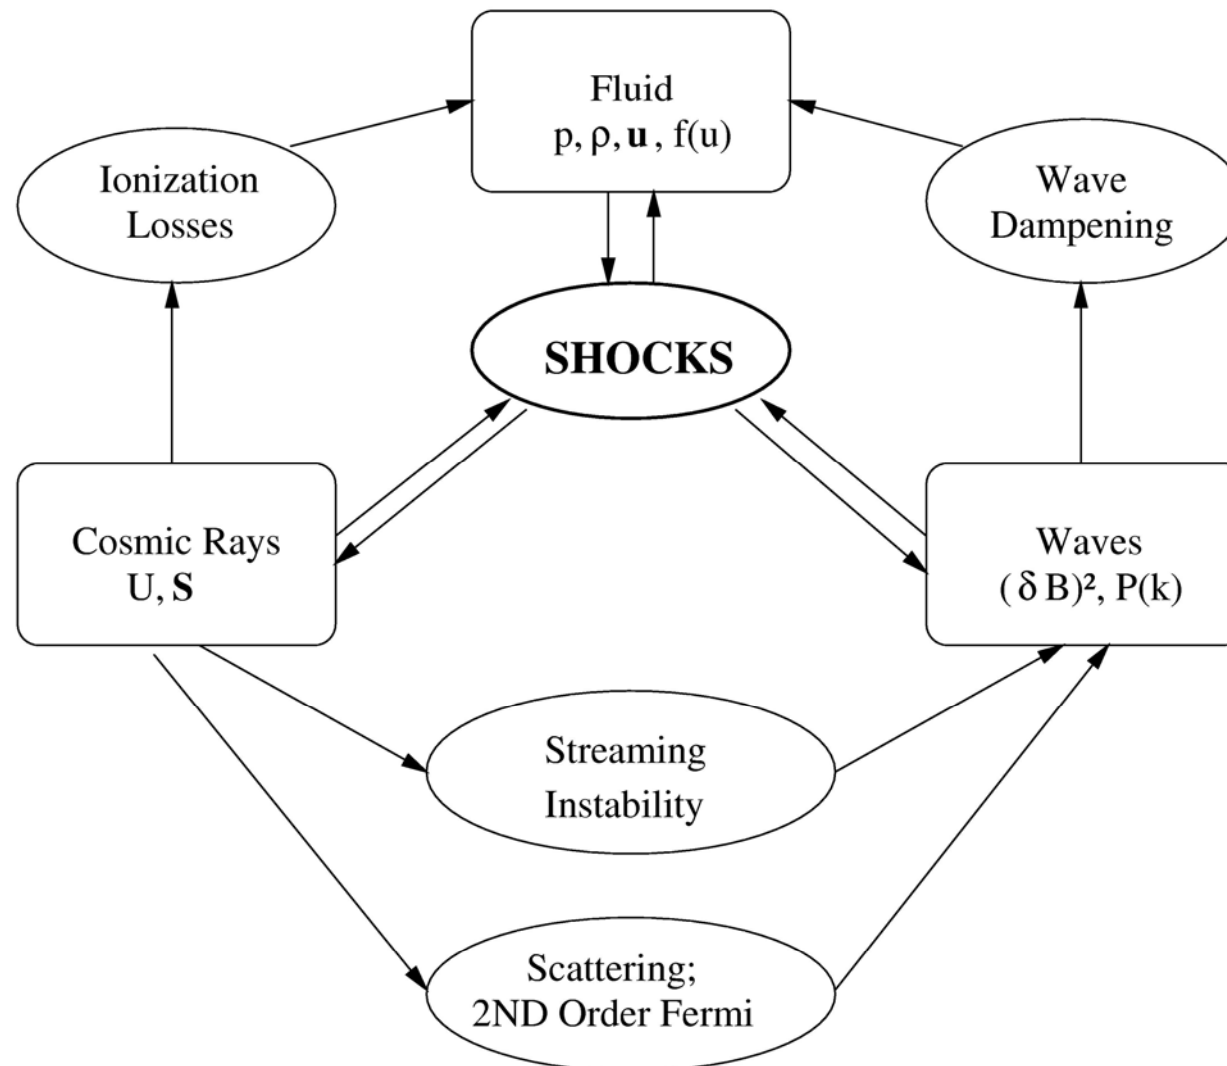 Fluid
p, ρ, u, f(u)
Ionization
Losses
Wave
Dampening
SHOCKS
Cosmic Rays
U, S
Waves
(δ B)², P(k)
Streaming
Instability
Scattering;
2ND Order Fermi